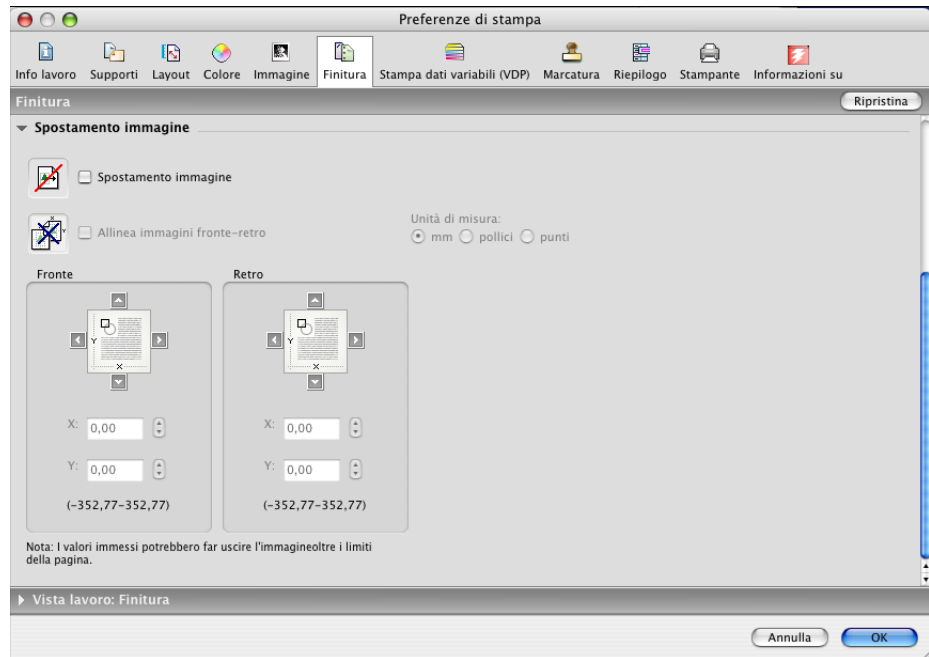 Preferenze di stampa
Info lavoro Supporti Layout Colore Immagine Finitura Stampa dati variabili (VDP) Marcatura Riepilogo Stampante Informazioni su
Finitura Ripristina
Spostamento immagine
Spostamento immagine
Allinea immagini fronte-retro
Unità di misura:
mm pollici punti
Fronte
Y
X
X: 0,00
Y: 0,00
(-352,77-352,77)
Retro
Y
X
X: 0,00
Y: 0,00
(-352,77-352,77)
Nota: I valori immessi potrebbero far uscire l'immagineoltre i limiti
della pagina.
Vista lavoro: Finitura
Annulla OK